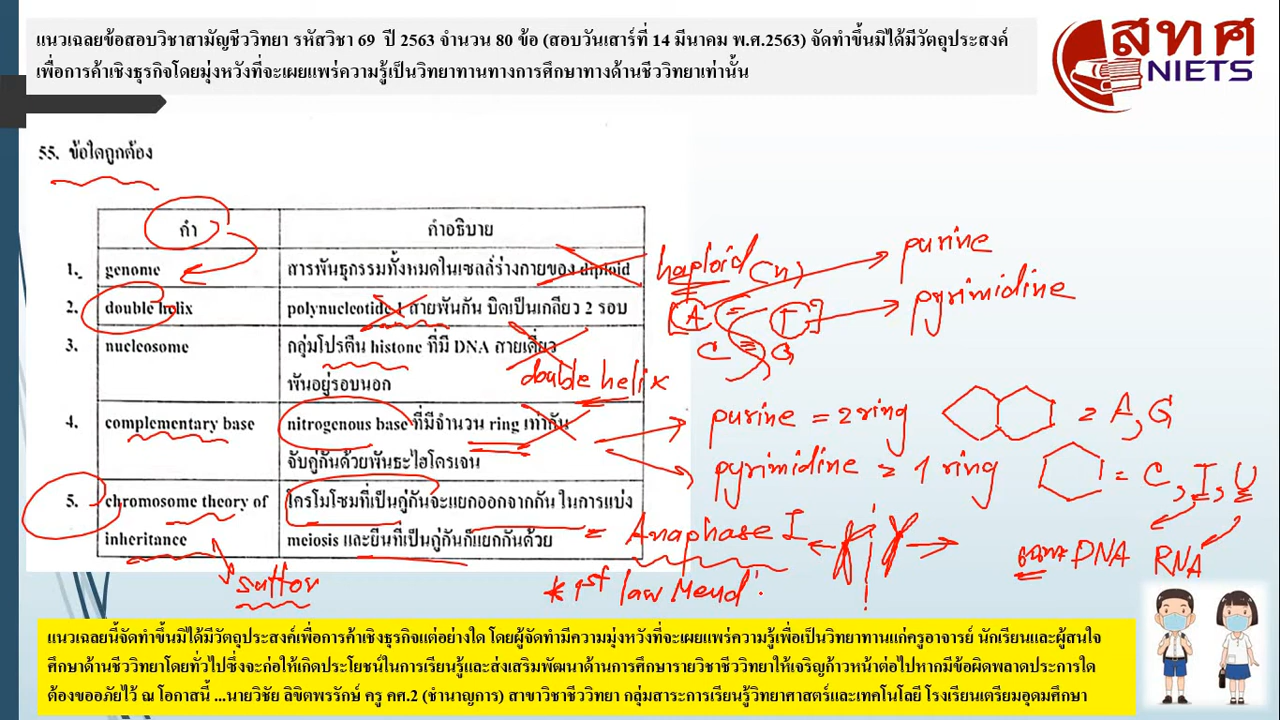 แนวเฉลยข้อสอบวิชาสามัญชีววิทยา รหัสวิชา 69 ปี 2563 จำนวน 80 ข้อ (สอบวันเสาร์ที่ 14 มีนาคม พ.ศ.2563) จัดทำขึ้นมิได้มีวัตถุประสงค์
เพื่อการค้าเชิงธุรกิจโดยมุ่งหวังที่จะเผยแพร่ความรู้เป็นวิทยาทานทางการศึกษาทางด้านชีววิทยาเท่านั้น
สทศ
NIETS
55. ข้อใดถูกต้อง
คำ คำอธิบาย
1. genome สารพันธุกรรมทั้งหมดในเซลล์ร่างกายของ diploid
haploid (n)
purine
2. double helix polynucleotide 1 สายพันกัน บิดเป็นเกลียว 2 รอบ
[A = T]
pyrimidine
3. nucleosome กลุ่มโปรตีน histone ที่มี DNA สายเดี่ยว
C ≡ G
พันอยู่รอบนอก
double helix
4. complementary base nitrogenous base ที่มีจำนวน ring เท่ากัน
purine = 2 ring = A, G
จับคู่กันด้วยพันธะไฮโดรเจน
pyrimidine = 1 ring = C, T, U
5. chromosome theory of โครโมโซมที่เป็นคู่กันจะแยกออกจากกัน ในการแบ่ง
inheritance meiosis และยีนที่เป็นคู่กันก็แยกกันด้วย
= Anaphase I
เฉพาะ DNA RNA
sutton
* 1st law Mend
แนวเฉลยนี้จัดทำขึ้นมิได้มีวัตถุประสงค์เพื่อการค้าเชิงธุรกิจแต่อย่างใด โดยผู้จัดทำมีความมุ่งหวังที่จะเผยแพร่ความรู้เพื่อเป็นวิทยาทานแก่ครูอาจารย์ นักเรียนและผู้สนใจ
ศึกษาด้านชีววิทยาโดยทั่วไปซึ่งจะก่อให้เกิดประโยชน์ในการเรียนรู้และส่งเสริมพัฒนาด้านการศึกษารายวิชาชีววิทยาให้เจริญก้าวหน้าต่อไปหากมีข้อผิดพลาดประการใด
ต้องขออภัยไว้ ณ โอกาสนี้ ...นายวิชัย ลิขิตพรรักษ์ ครู คศ.2 (ชำนาญการ) สาขาวิชาชีววิทยา กลุ่มสาระการเรียนรู้วิทยาศาสตร์และเทคโนโลยี โรงเรียนเตรียมอุดมศึกษา